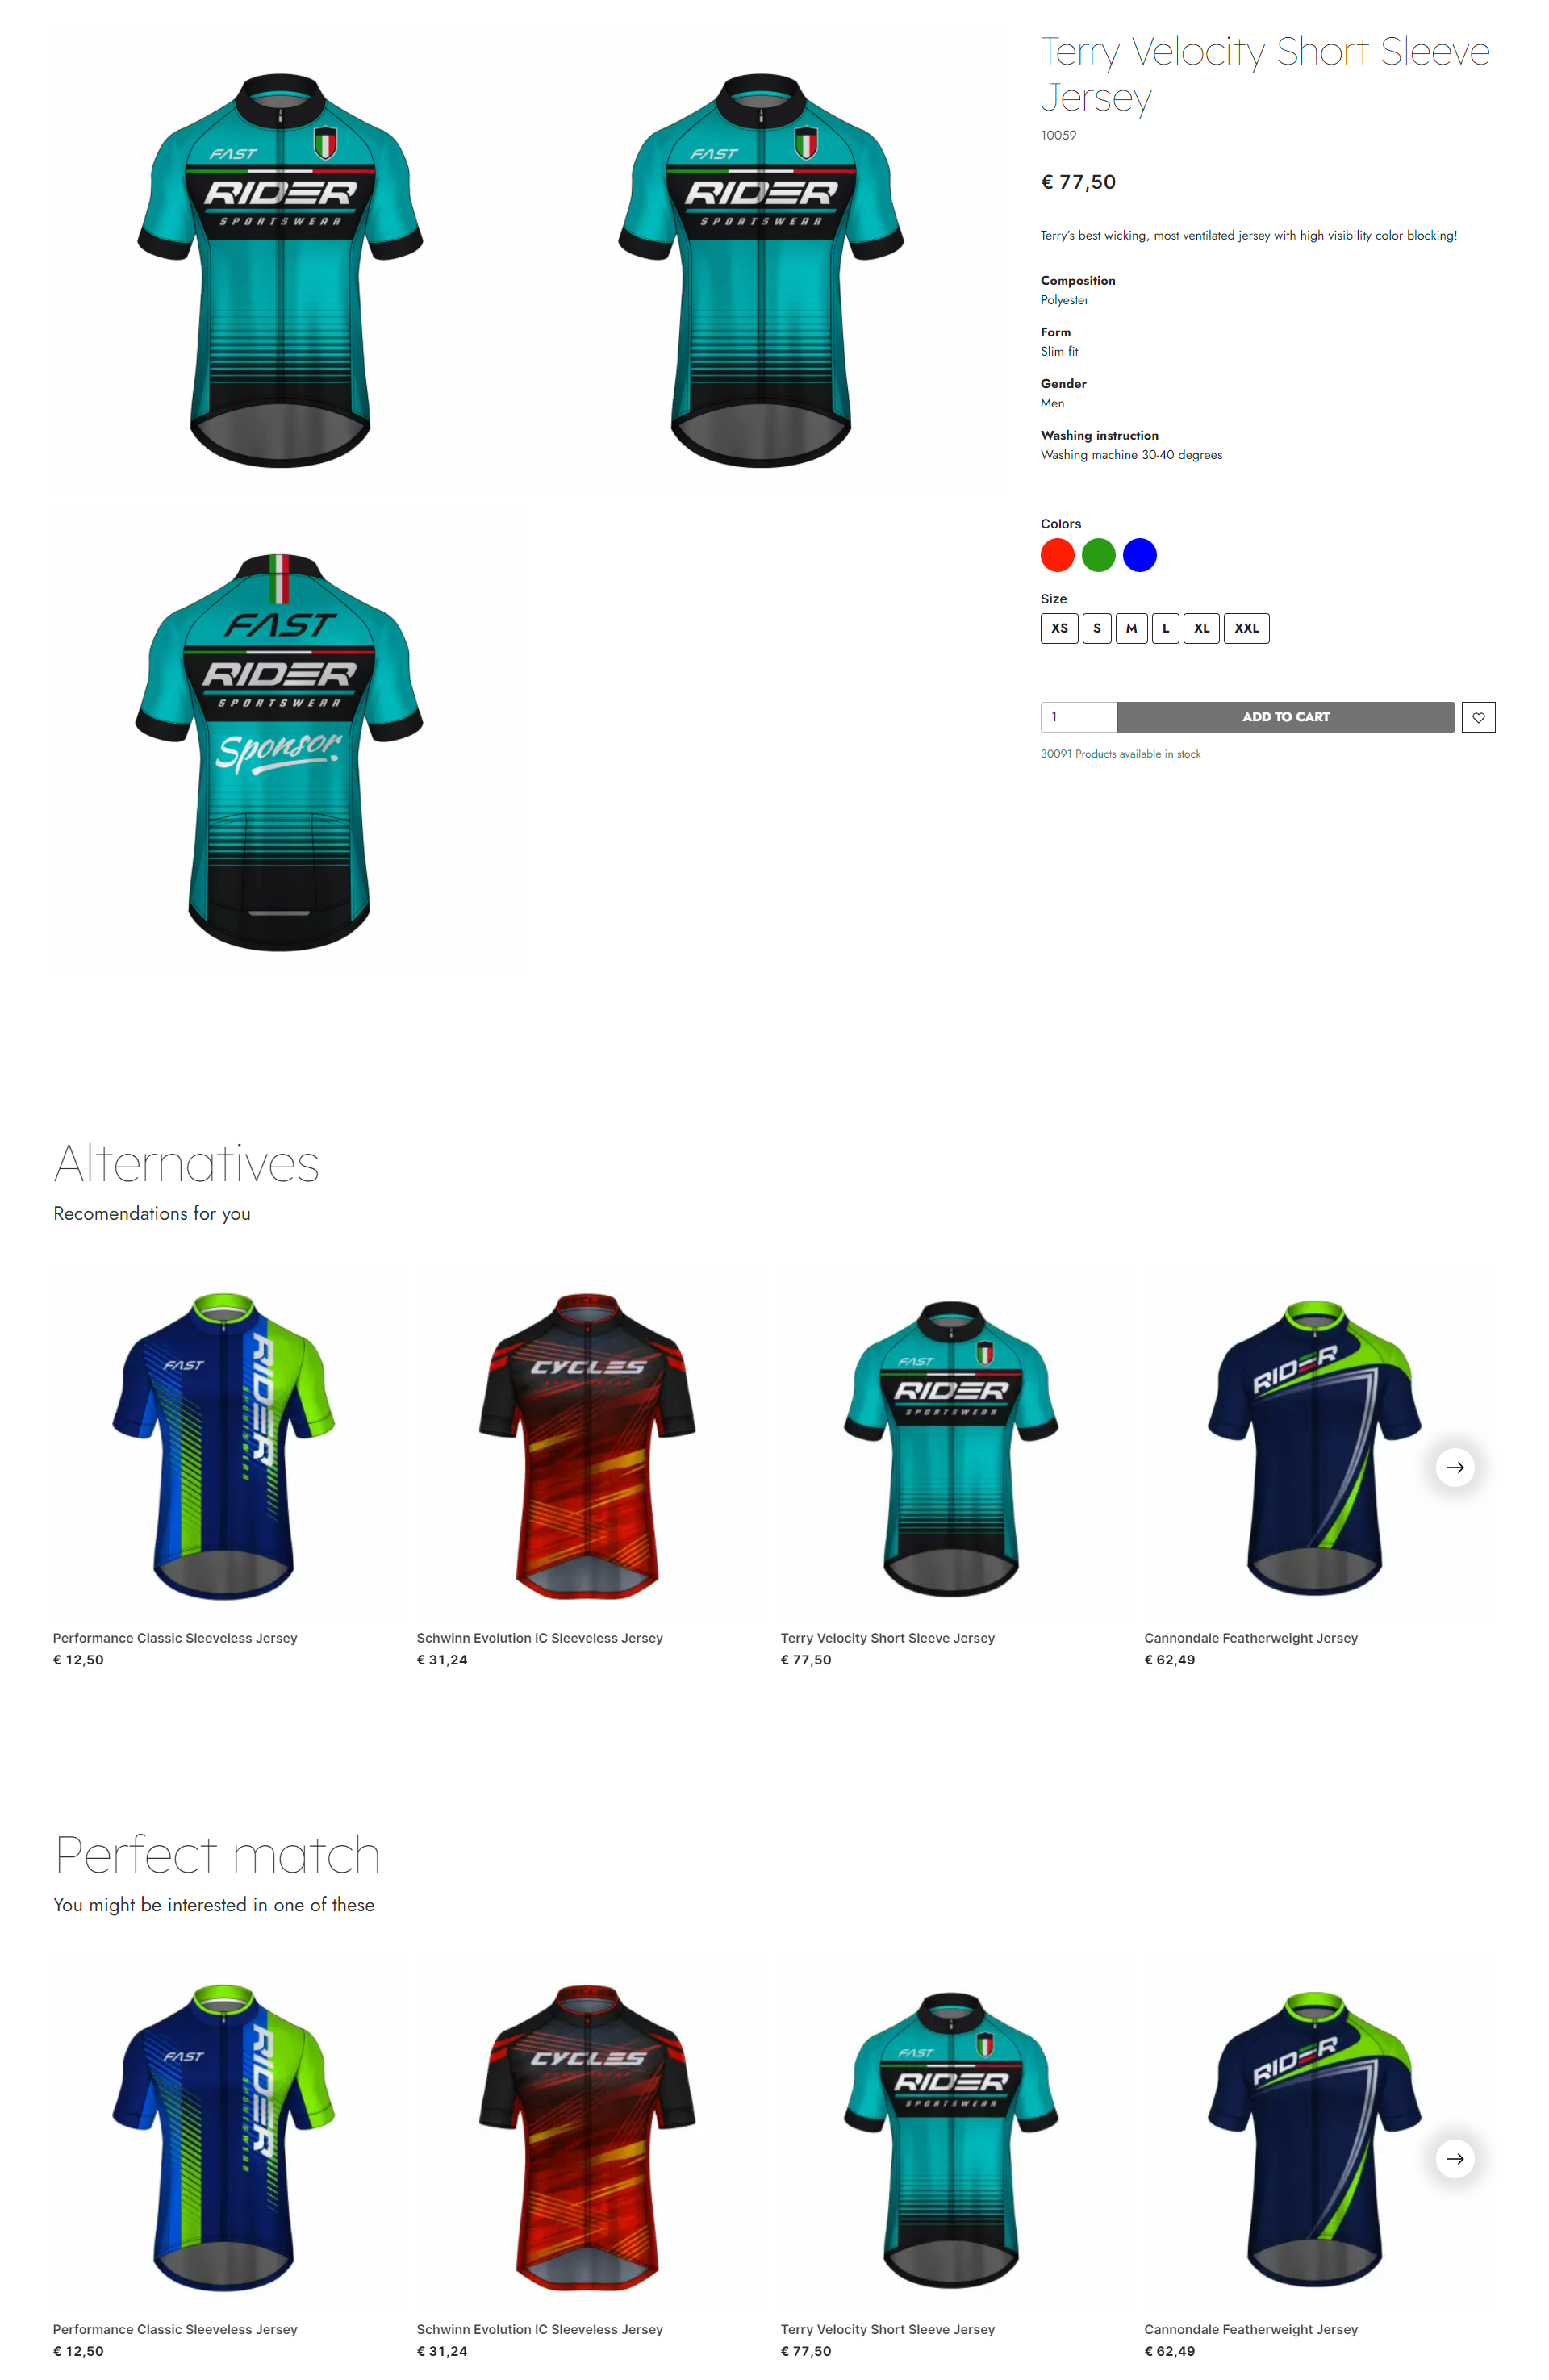 Terry Velocity Short Sleeve
Jersey
10059
€ 77,50
Terry's best wicking, most ventilated jersey with high visibility color blocking!
Composition
Polyester
Form
Slim fit
Gender
Men
Washing instruction
Washing machine 30-40 degrees
Colors
Size
XS S M L XL XXL
1 ADD TO CART
30091 Products available in stock
FAST
RIDER
SPORTSWEAR
FAST
RIDER
SPORTSWEAR
FAST
RIDER
SPORTSWEAR
Sponsor
Alternatives
Recomendations for you
FAST
RIDER
SPORTSWEAR
CYCLES
FAST
RIDER
SPORTSWEAR
RIDER
Performance Classic Sleeveless Jersey
€ 12,50
Schwinn Evolution IC Sleeveless Jersey
€ 31,24
Terry Velocity Short Sleeve Jersey
€ 77,50
Cannondale Featherweight Jersey
€ 62,49
Perfect match
You might be interested in one of these
FAST
RIDER
SPORTSWEAR
CYCLES
FAST
RIDER
SPORTSWEAR
RIDER
Performance Classic Sleeveless Jersey
€ 12,50
Schwinn Evolution IC Sleeveless Jersey
€ 31,24
Terry Velocity Short Sleeve Jersey
€ 77,50
Cannondale Featherweight Jersey
€ 62,49